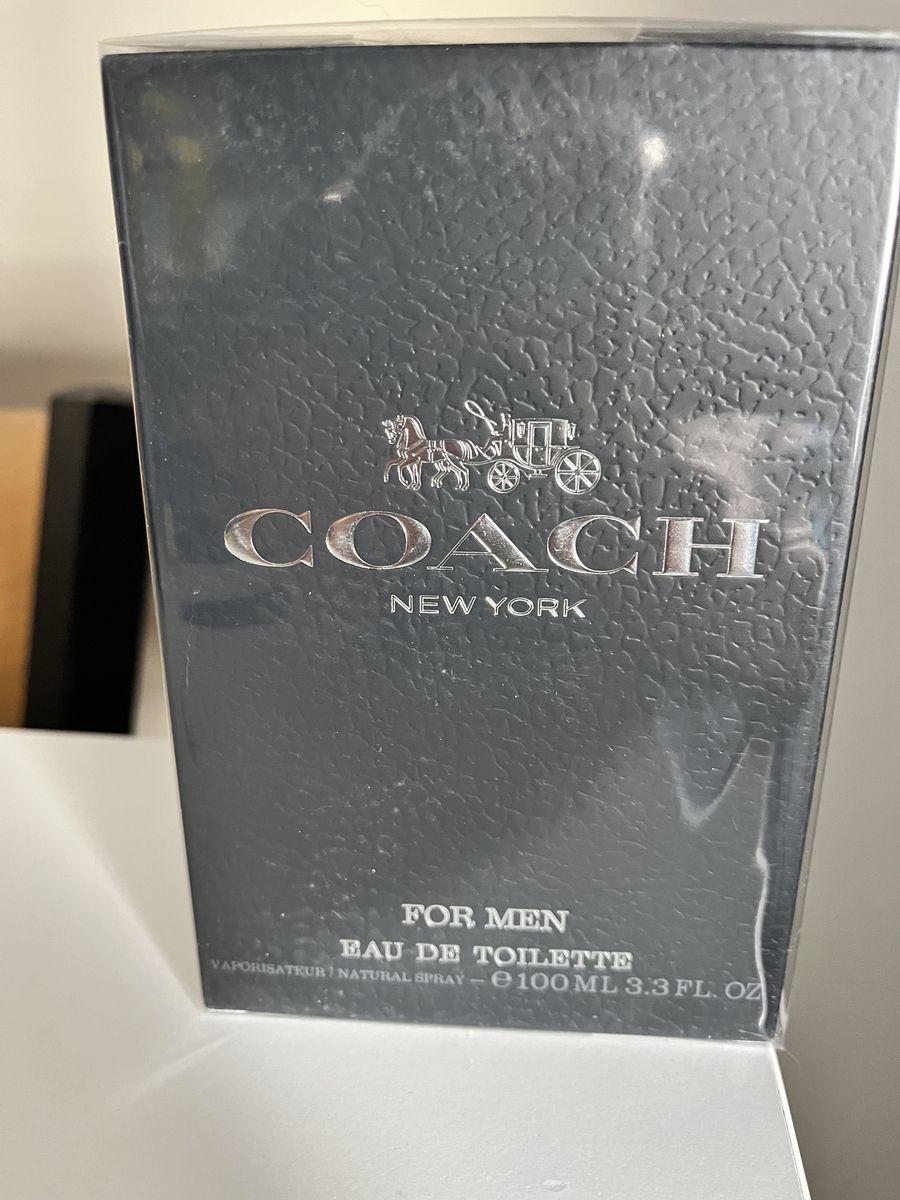 COACH
NEW YORK
FOR MEN
EAU DE TOILETTE
VAPORISATEUR / NATURAL SPRAY – ℮ 100 ML 3.3 FL. OZ